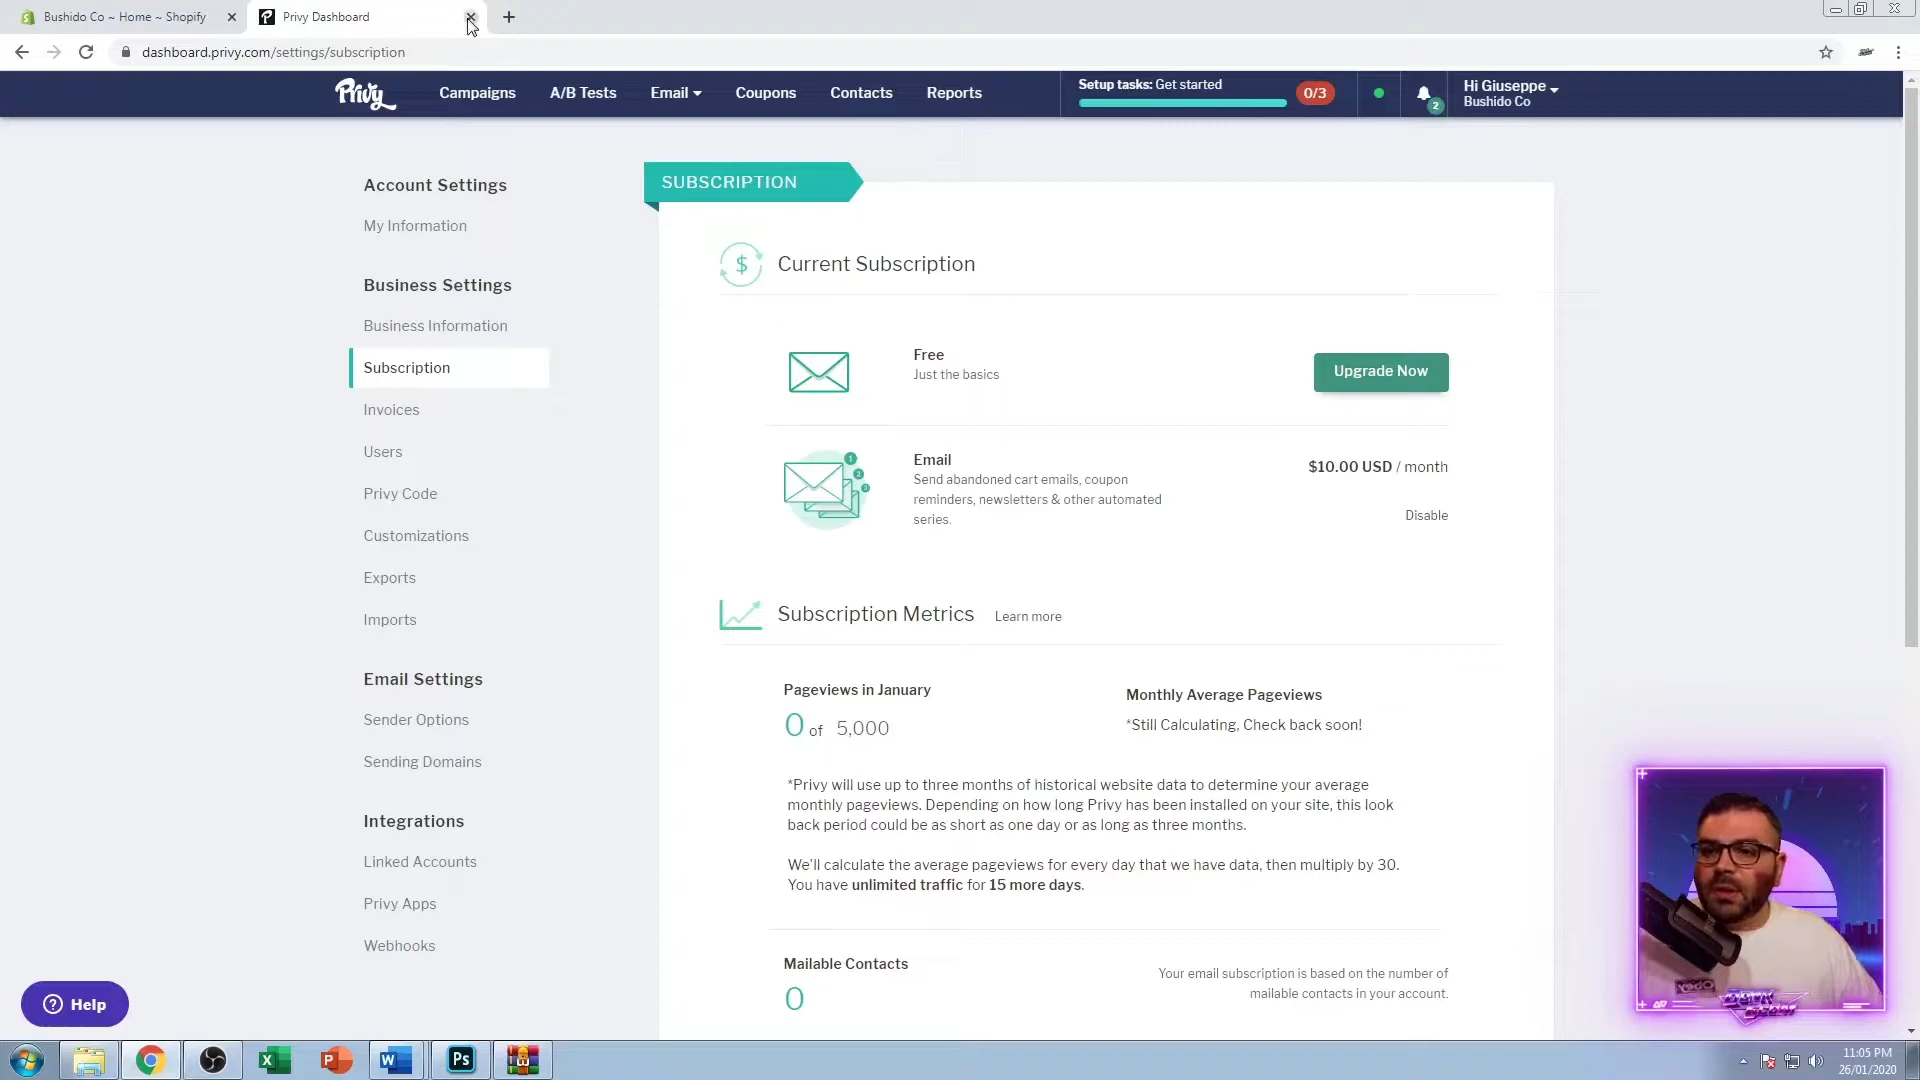 Bushido Co ~ Home ~ Shopify
Privy Dashboard
dashboard.privy.com/settings/subscription
Privy
Campaigns
A/B Tests
Email
Coupons
Contacts
Reports
Setup tasks: Get started
0/3
2
Hi Giuseppe
Bushido Co
Account Settings
My Information
Business Settings
Business Information
Subscription
Invoices
Users
Privy Code
Customizations
Exports
Imports
Email Settings
Sender Options
Sending Domains
Integrations
Linked Accounts
Privy Apps
Webhooks
Help
SUBSCRIPTION
$
Current Subscription
Free
Just the basics
Upgrade Now
1
2
3
Email
Send abandoned cart emails, coupon
reminders, newsletters & other automated
series.
$10.00 USD / month
Disable
Subscription Metrics
Learn more
Pageviews in January
0 of 5,000
Monthly Average Pageviews
*Still Calculating, Check back soon!
*Privy will use up to three months of historical website data to determine your average
monthly pageviews. Depending on how long Privy has been installed on your site, this look
back period could be as short as one day or as long as three months.
We'll calculate the average pageviews for every day that we have data, then multiply by 30.
You have unlimited traffic for 15 more days.
Mailable Contacts
0
Your email subscription is based on the number of
mailable contacts in your account.
Ps
11:05 PM
26/01/2020